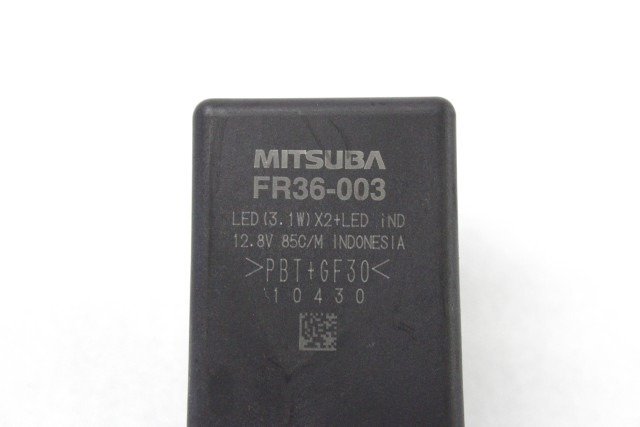 MITSUBA
FR36-003
LED(3.1W)X2+LED iND
12.8V 85C/M INDONESIA
>PBT+GF30<
10430